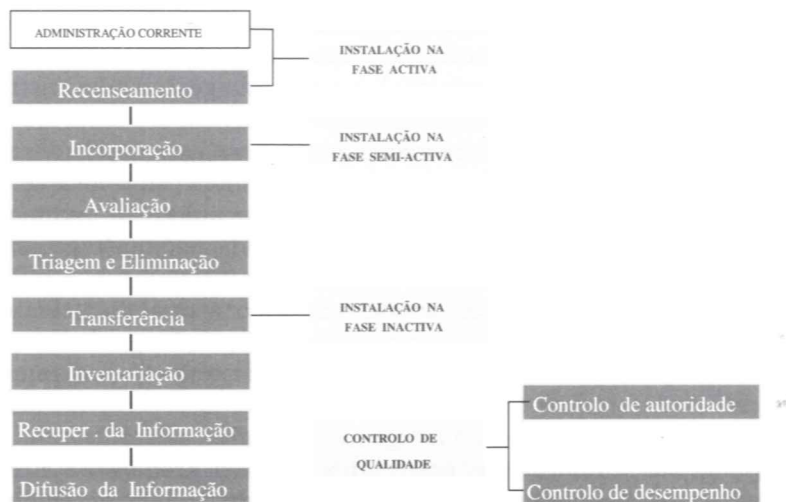 ADMINISTRAÇÃO CORRENTE
INSTALAÇÃO NA
FASE ACTIVA
Recenseamento
Incorporação
INSTALAÇÃO NA
FASE SEMI-ACTIVA
Avaliação
Triagem e Eliminação
Transferência
INSTALAÇÃO NA
FASE INACTIVA
Inventariação
Recuper . da Informação
Difusão da Informação
CONTROLO DE
QUALIDADE
Controlo de autoridade
Controlo de desempenho